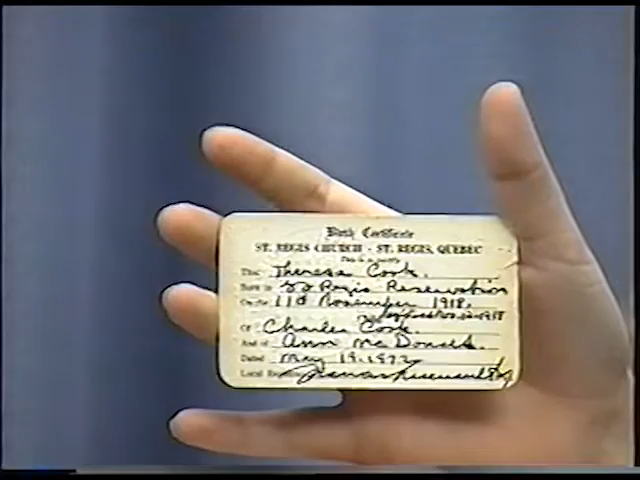 Birth Certificate
ST. REGIS CHURCH - ST. REGIS, QUEBEC
This is to certify
That Theresa Cook.
Born in St Regis Reservation
On the 11th November 1918.
Of Charles Cook.
And of Ann McDonald.
Dated May 19. 1972
Local